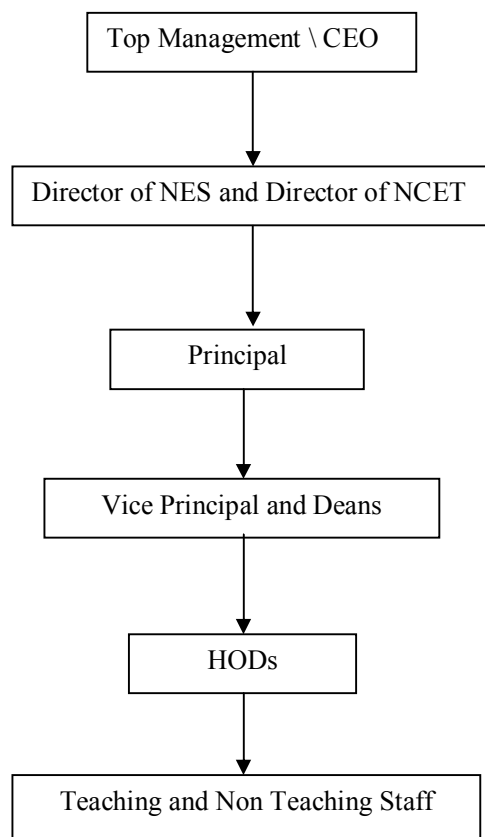 Top Management \ CEO
Director of NES and Director of NCET
Principal
Vice Principal and Deans
HODs
Teaching and Non Teaching Staff